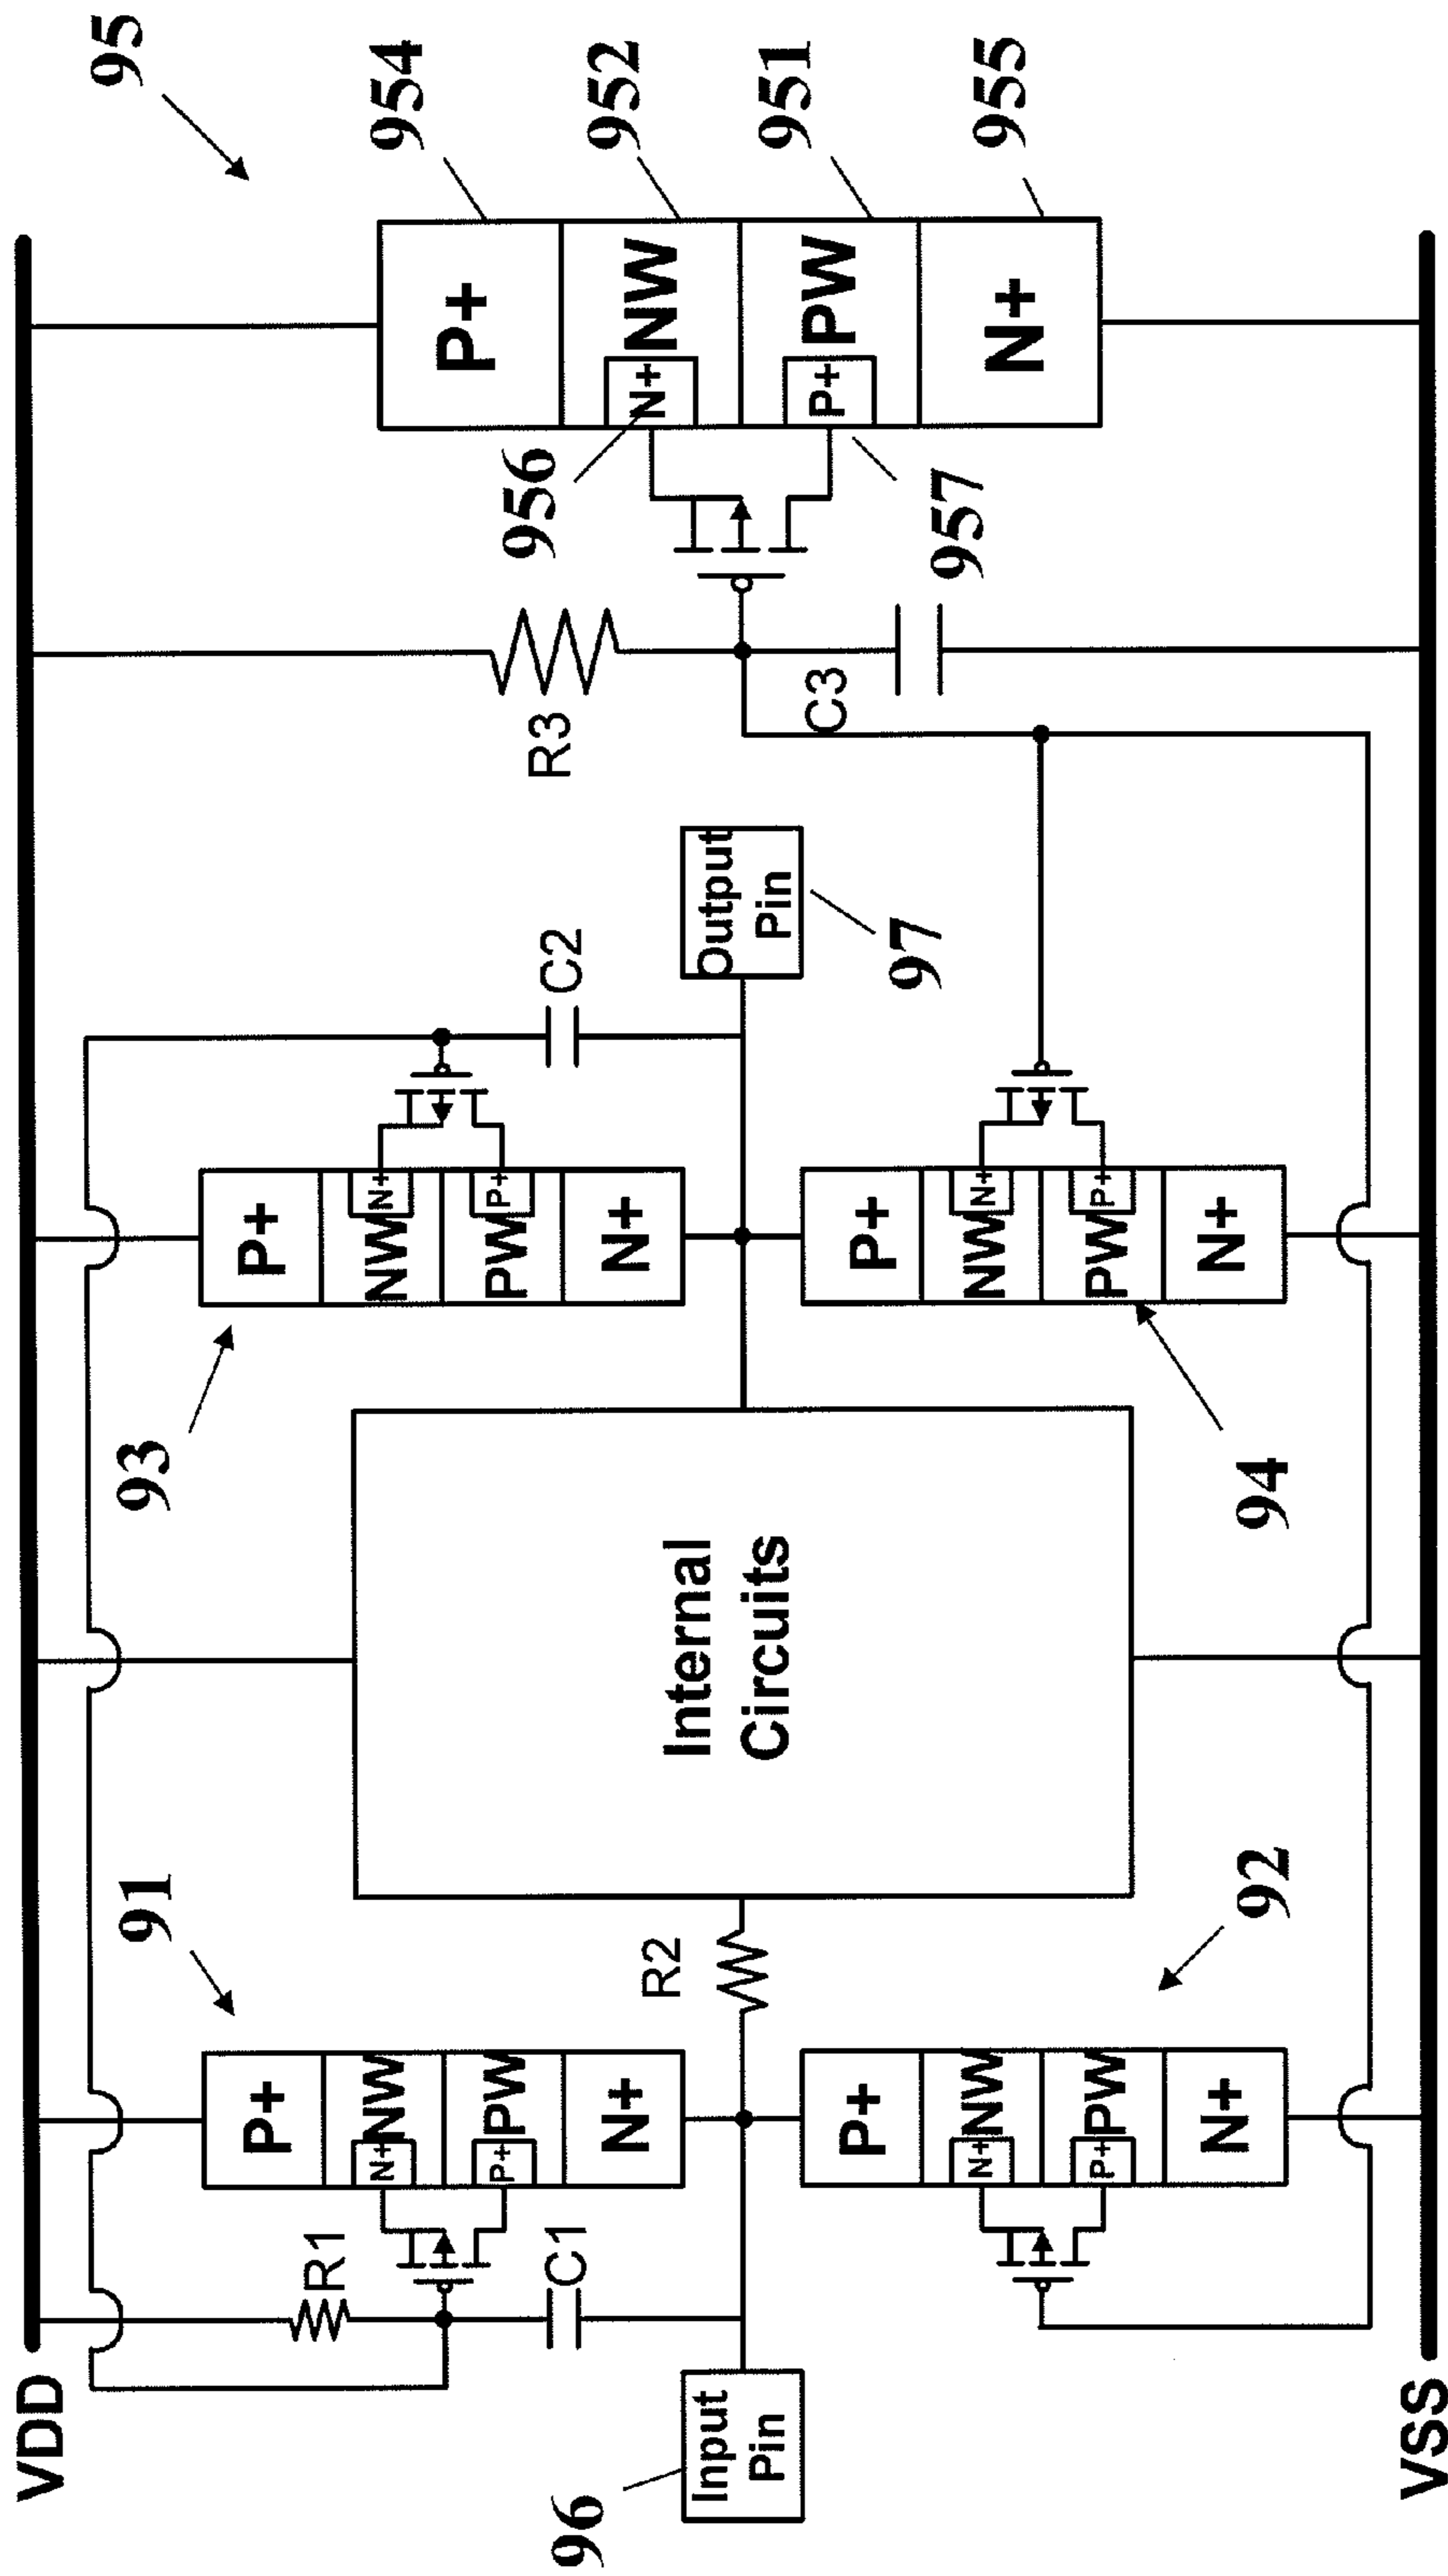 95
954
952
951
955
P+
NW
PW
N+
N+
P+
956
957
R3
C3
Output
Pin
97
C2
P+
NW
PW
N+
N+
P+
93
P+
NW
PW
N+
N+
P+
94
Internal
Circuits
91
92
R2
P+
NW
PW
N+
N+
P+
P+
NW
PW
N+
N+
P+
R1
C1
VDD
VSS
Input
Pin
96